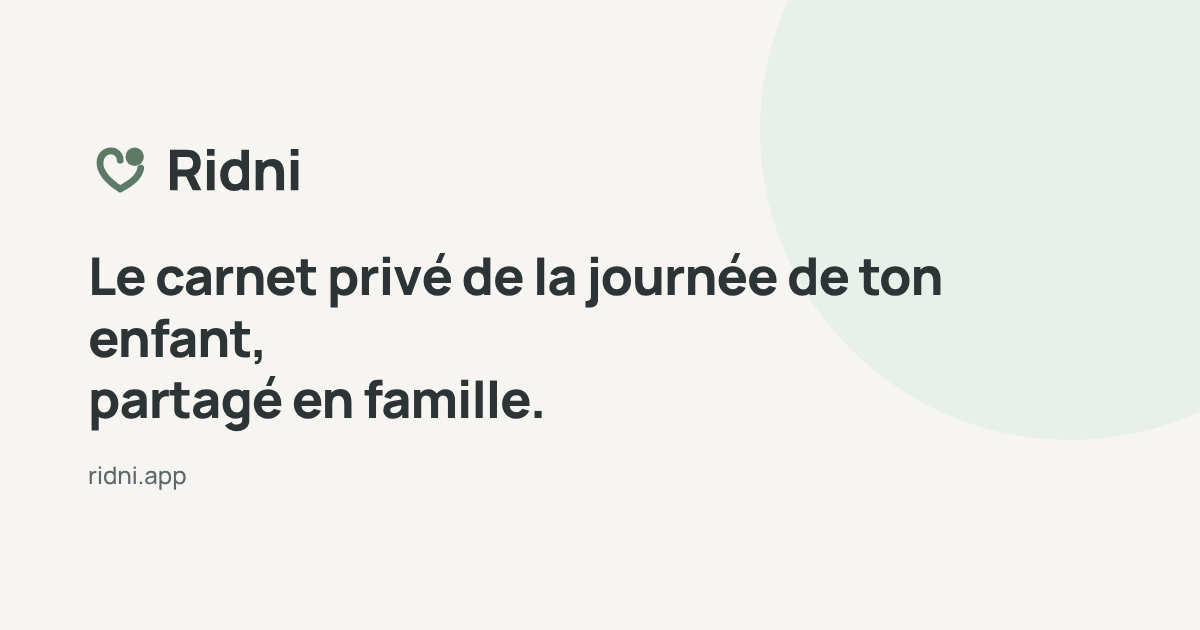 Ridni
Le carnet privé de la journée de ton
enfant,
partagé en famille.
ridni.app